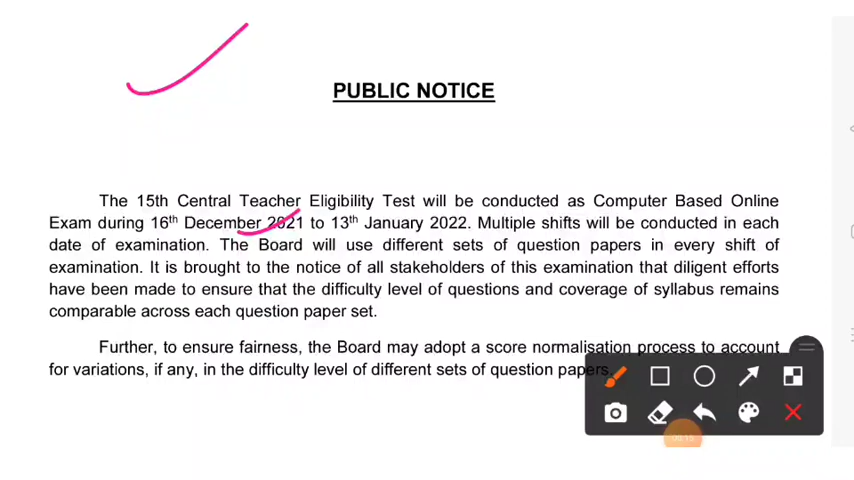 PUBLIC NOTICE
The 15th Central Teacher Eligibility Test will be conducted as Computer Based Online
Exam during 16th December 2021 to 13th January 2022. Multiple shifts will be conducted in each
date of examination. The Board will use different sets of question papers in every shift of
examination. It is brought to the notice of all stakeholders of this examination that diligent efforts
have been made to ensure that the difficulty level of questions and coverage of syllabus remains
comparable across each question paper set.
Further, to ensure fairness, the Board may adopt a score normalisation process to account
for variations, if any, in the difficulty level of different sets of question papers.
00:15